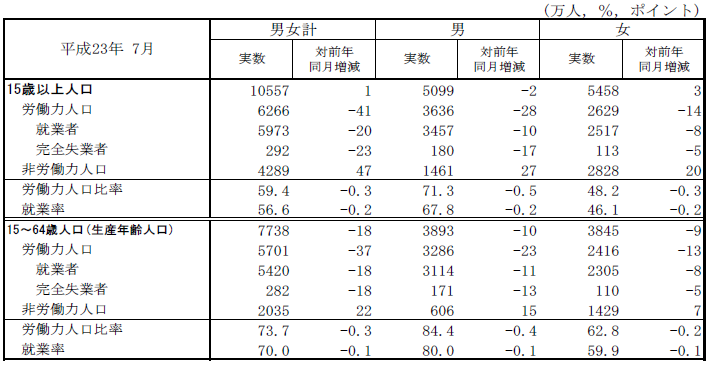 (万人，%，ポイント)
平成23年 7月 男女計 男 女
実数 対前年同月増減 実数 対前年同月増減 実数 対前年同月増減
15歳以上人口 10557 1 5099 -2 5458 3
労働力人口 6266 -41 3636 -28 2629 -14
就業者 5973 -20 3457 -10 2517 -8
完全失業者 292 -23 180 -17 113 -5
非労働力人口 4289 47 1461 27 2828 20
労働力人口比率 59.4 -0.3 71.3 -0.5 48.2 -0.3
就業率 56.6 -0.2 67.8 -0.2 46.1 -0.2
15～64歳人口(生産年齢人口) 7738 -18 3893 -10 3845 -9
労働力人口 5701 -37 3286 -23 2416 -13
就業者 5420 -18 3114 -11 2305 -8
完全失業者 282 -18 171 -13 110 -5
非労働力人口 2035 22 606 15 1429 7
労働力人口比率 73.7 -0.3 84.4 -0.4 62.8 -0.2
就業率 70.0 -0.1 80.0 -0.1 59.9 -0.1